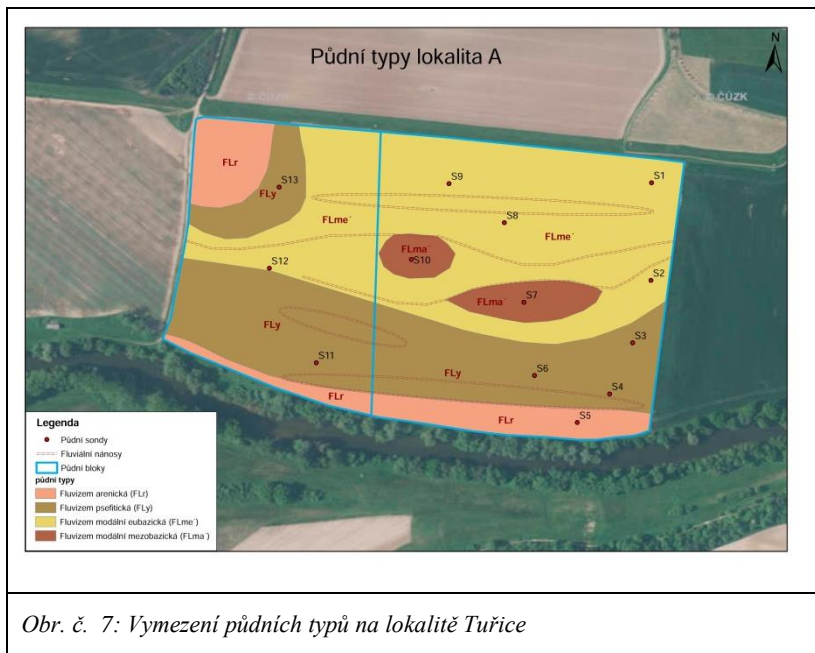 Půdní typy lokalita A
N
© ČÚZK
© ČÚZK
FLr
S13
FLy
S9
S1
S8
FLme´
FLme´
FLma´
S10
S12
S2
FLma´
S7
FLy
S3
S11
FLy
S6
S4
FLr
FLr
S5
Legenda
Půdní sondy
Fluviální nánosy
Půdní bloky
půdní typy
Fluvizem arenická (FLr)
Fluvizem psefitická (FLy)
Fluvizem modální eubazická (FLme´)
Fluvizem modální mezobazická (FLma´)
Obr. č. 7: Vymezení půdních typů na lokalitě Tuřice